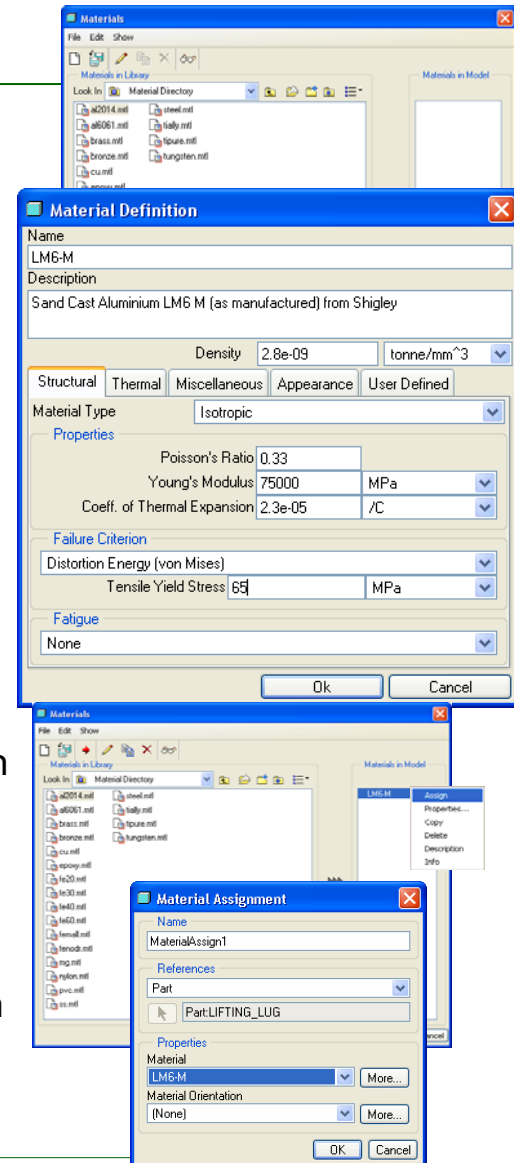 Materials
File Edit Show
Materials in Library
Materials in Model
Look In Material Directory
al2014.mtl steel.mtl
al6061.mtl tially.mtl
brass.mtl tipure.mtl
bronze.mtl tungsten.mtl
cu.mtl
epoxy.mtl
Material Definition
Name
LM6-M
Description
Sand Cast Aluminium LM6 M (as manufactured) from Shigley
Density 2.8e-09 tonne/mm^3
Structural Thermal Miscellaneous Appearance User Defined
Material Type Isotropic
Properties
Poisson's Ratio 0.33
Young's Modulus 75000 MPa
Coeff. of Thermal Expansion 2.3e-05 /C
Failure Criterion
Distortion Energy (von Mises)
Tensile Yield Stress 65 MPa
Fatigue
None
Ok Cancel
Materials
File Edit Show
Materials in Library
Materials in Model
Look In Material Directory
al2014.mtl steel.mtl
al6061.mtl tially.mtl
brass.mtl tipure.mtl
bronze.mtl tungsten.mtl
cu.mtl
epoxy.mtl
fe20.mtl
fe30.mtl
fe40.mtl
fe60.mtl
femall.mtl
fenodr.mtl
mg.mtl
nylon.mtl
pvc.mtl
ss.mtl
LM6-M
Assign
Properties...
Copy
Delete
Description
Info
Material Assignment
Name
MaterialAssign1
References
Part
Part:LIFTING_LUG
Properties
Material
LM6-M More...
Material Orientation
(None) More...
OK Cancel